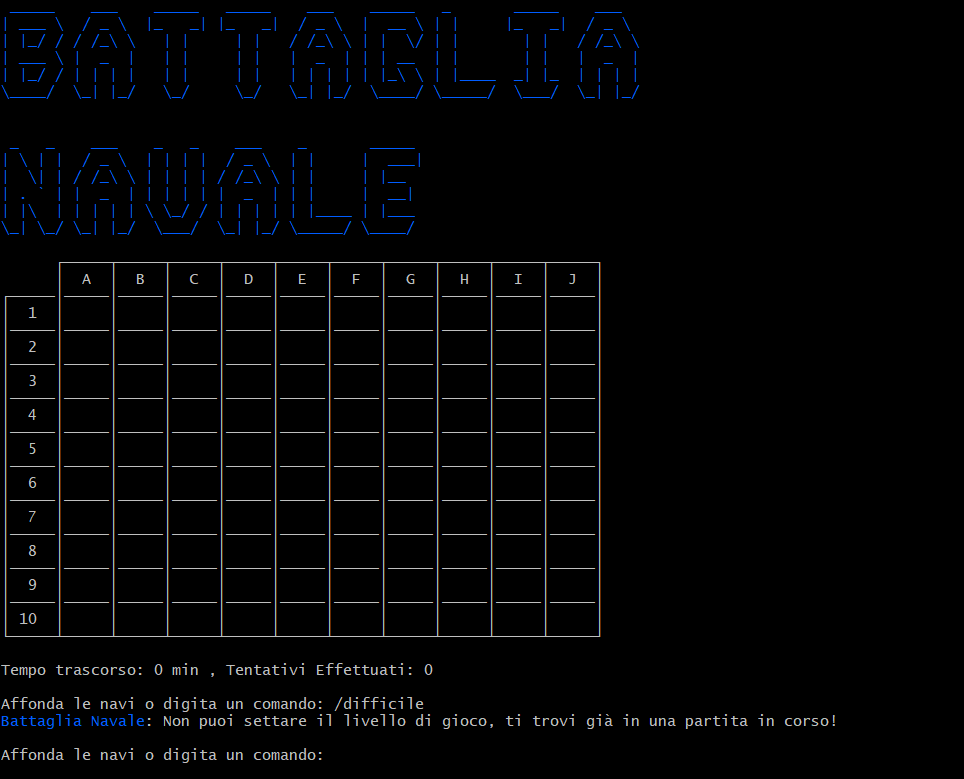 BATTAGLIA
NAVALE
A B C D E F G H I J
1
2
3
4
5
6
7
8
9
10
Tempo trascorso: 0 min , Tentativi Effettuati: 0
Affonda le navi o digita un comando: /difficile
Battaglia Navale: Non puoi settare il livello di gioco, ti trovi già in una partita in corso!
Affonda le navi o digita un comando: